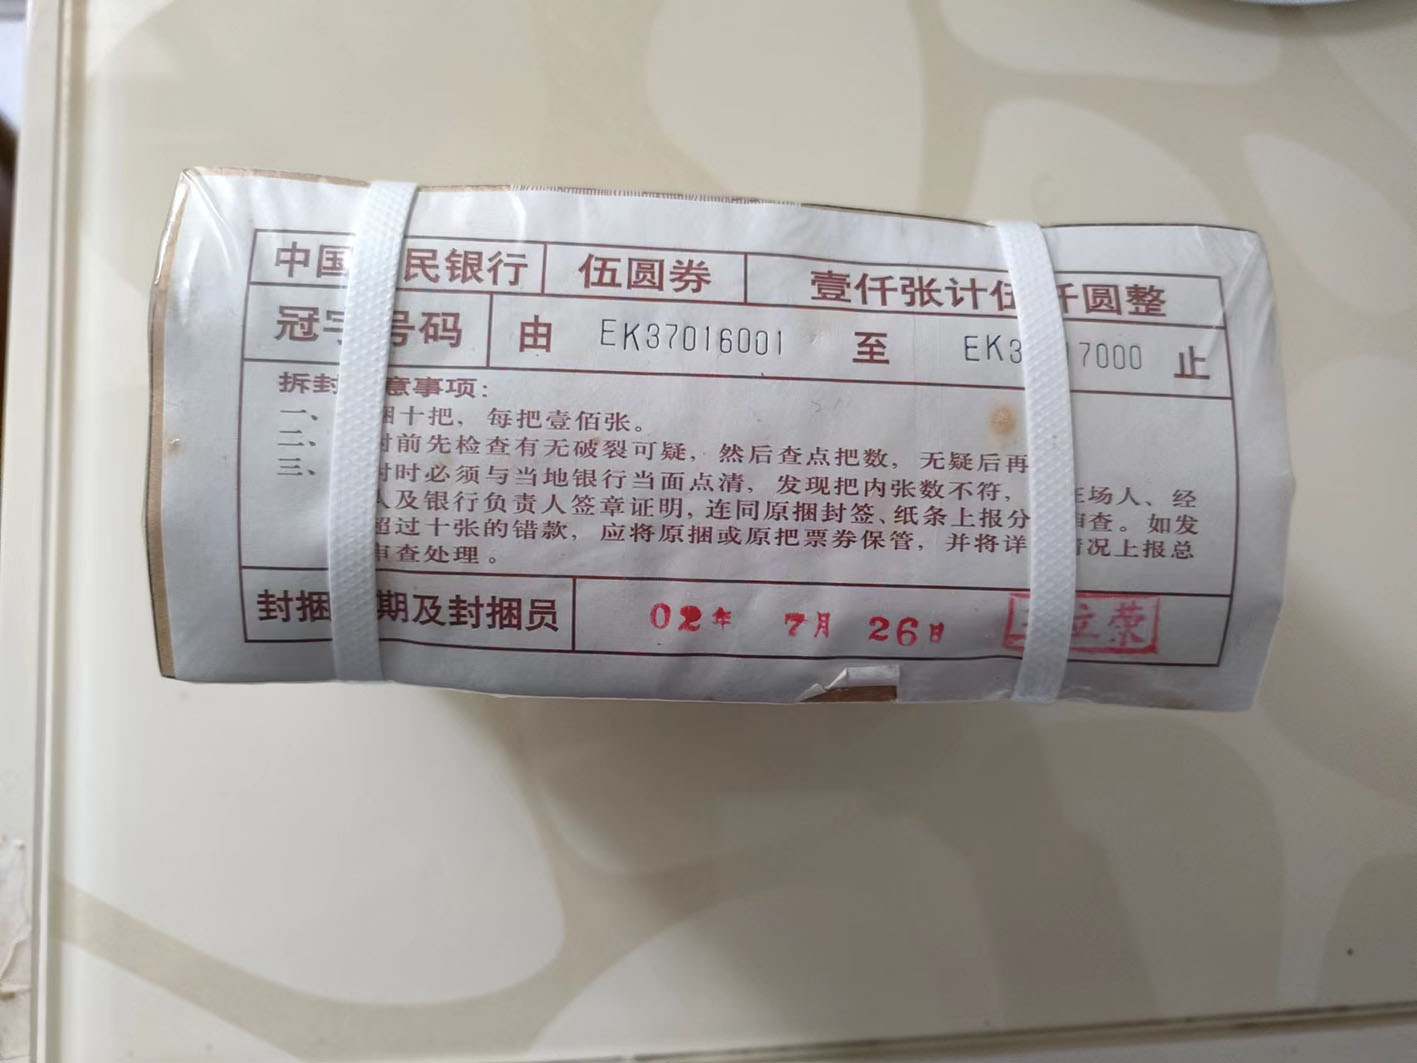 中国 民银行 伍圆券 壹仟张计伍 仟圆整
冠字号码 由 EK37016001 至 EK3 17000 止
拆封 意事项:
一、 捆十把，每把壹佰张。
二、 封前先检查有无破裂可疑，然后查点把数，无疑后再
三、 封时必须与当地银行当面点清，发现把内张数不符， 在场人、经
人及银行负责人签章证明，连同原捆封签、纸条上报分 审查。如发
超过十张的错款，应将原捆或原把票券保管，并将详 情况上报总
审查处理。
封捆 期及封捆员 02年 7月 26日 立荣